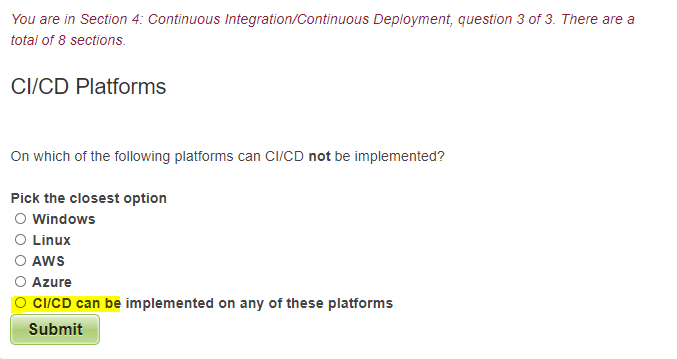 You are in Section 4: Continuous Integration/Continuous Deployment, question 3 of 3. There are a
total of 8 sections.
CI/CD Platforms
On which of the following platforms can CI/CD not be implemented?
Pick the closest option
Windows
Linux
AWS
Azure
CI/CD can be implemented on any of these platforms
Submit